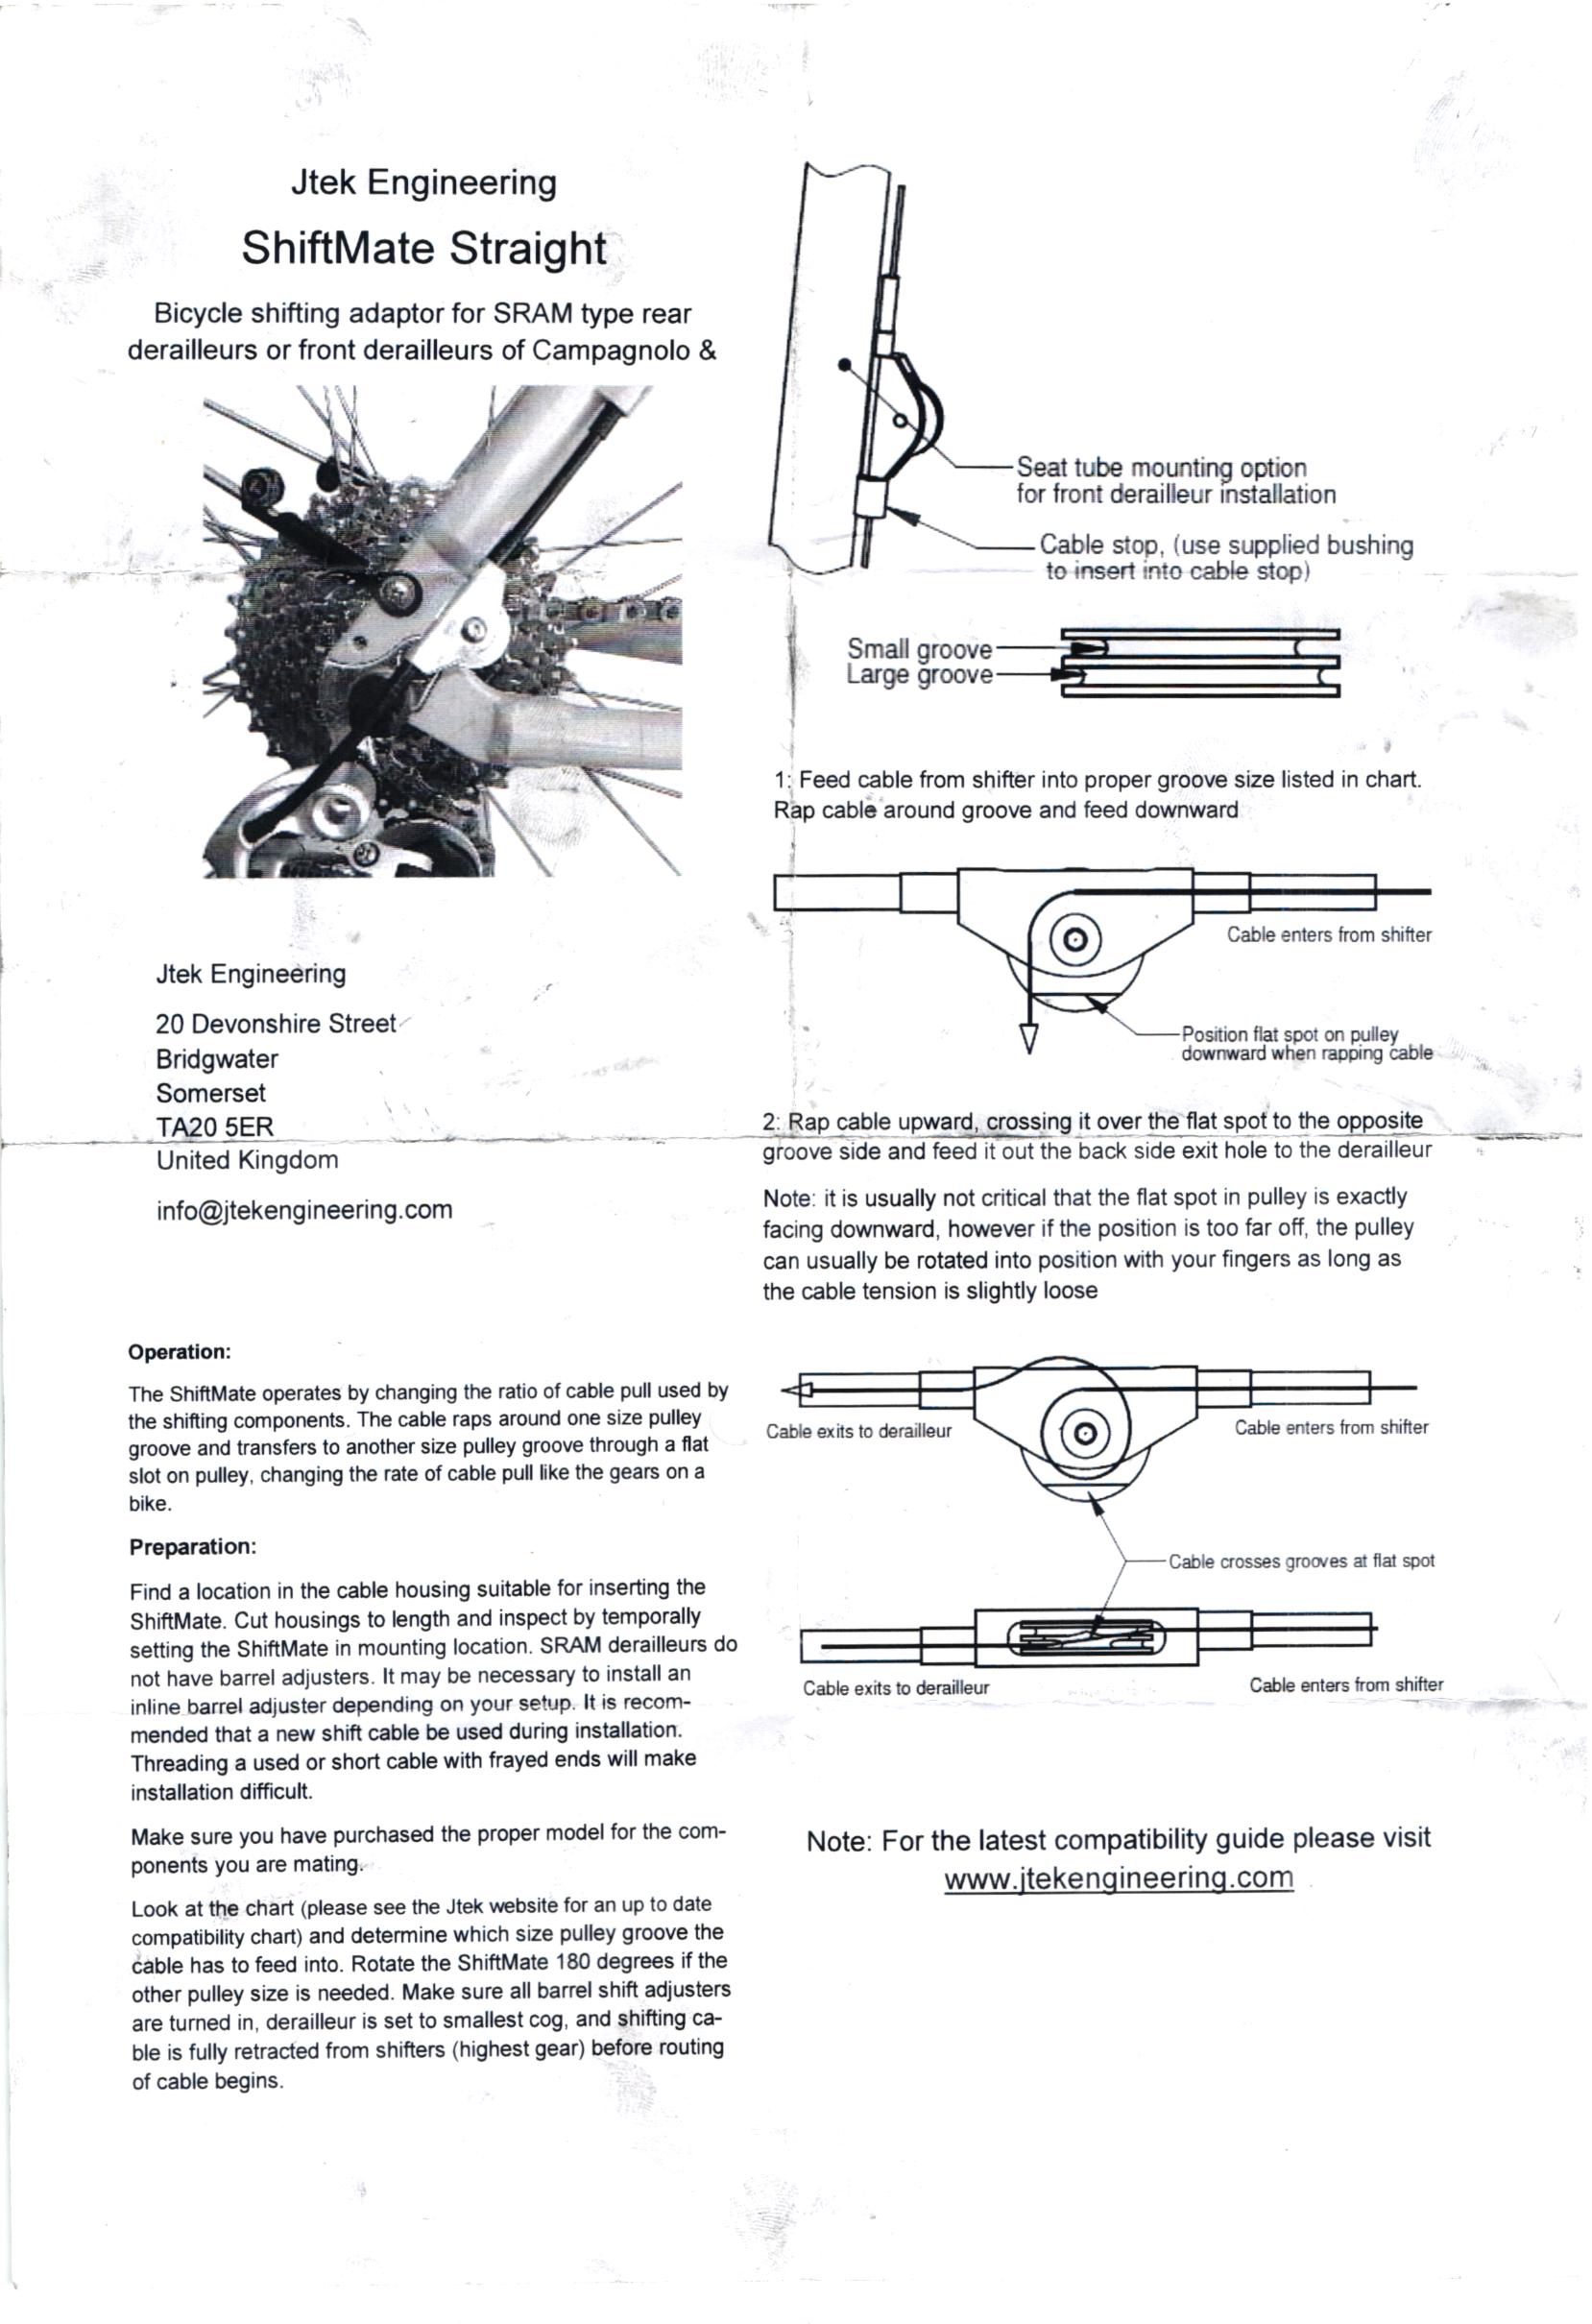 Jtek Engineering
ShiftMate Straight
Bicycle shifting adaptor for SRAM type rear
derailleurs or front derailleurs of Campagnolo &
Jtek Engineering
20 Devonshire Street
Bridgwater
Somerset
TA20 5ER
United Kingdom
info@jtekengineering.com
Operation:
The ShiftMate operates by changing the ratio of cable pull used by
the shifting components. The cable raps around one size pulley
groove and transfers to another size pulley groove through a flat
slot on pulley, changing the rate of cable pull like the gears on a
bike.
Preparation:
Find a location in the cable housing suitable for inserting the
ShiftMate. Cut housings to length and inspect by temporally
setting the ShiftMate in mounting location. SRAM derailleurs do
not have barrel adjusters. It may be necessary to install an
inline barrel adjuster depending on your setup. It is recom-
mended that a new shift cable be used during installation.
Threading a used or short cable with frayed ends will make
installation difficult.
Make sure you have purchased the proper model for the com-
ponents you are mating.
Look at the chart (please see the Jtek website for an up to date
compatibility chart) and determine which size pulley groove the
cable has to feed into. Rotate the ShiftMate 180 degrees if the
other pulley size is needed. Make sure all barrel shift adjusters
are turned in, derailleur is set to smallest cog, and shifting ca-
ble is fully retracted from shifters (highest gear) before routing
of cable begins.
Seat tube mounting option
for front derailleur installation
Cable stop, (use supplied bushing
to insert into cable stop)
Small groove
Large groove
1: Feed cable from shifter into proper groove size listed in chart.
Rap cable around groove and feed downward
Cable enters from shifter
Position flat spot on pulley
downward when rapping cable
2: Rap cable upward, crossing it over the flat spot to the opposite
groove side and feed it out the back side exit hole to the derailleur
Note: it is usually not critical that the flat spot in pulley is exactly
facing downward, however if the position is too far off, the pulley
can usually be rotated into position with your fingers as long as
the cable tension is slightly loose
Cable exits to derailleur
Cable enters from shifter
Cable crosses grooves at flat spot
Cable exits to derailleur
Cable enters from shifter
Note: For the latest compatibility guide please visit
www.jtekengineering.com